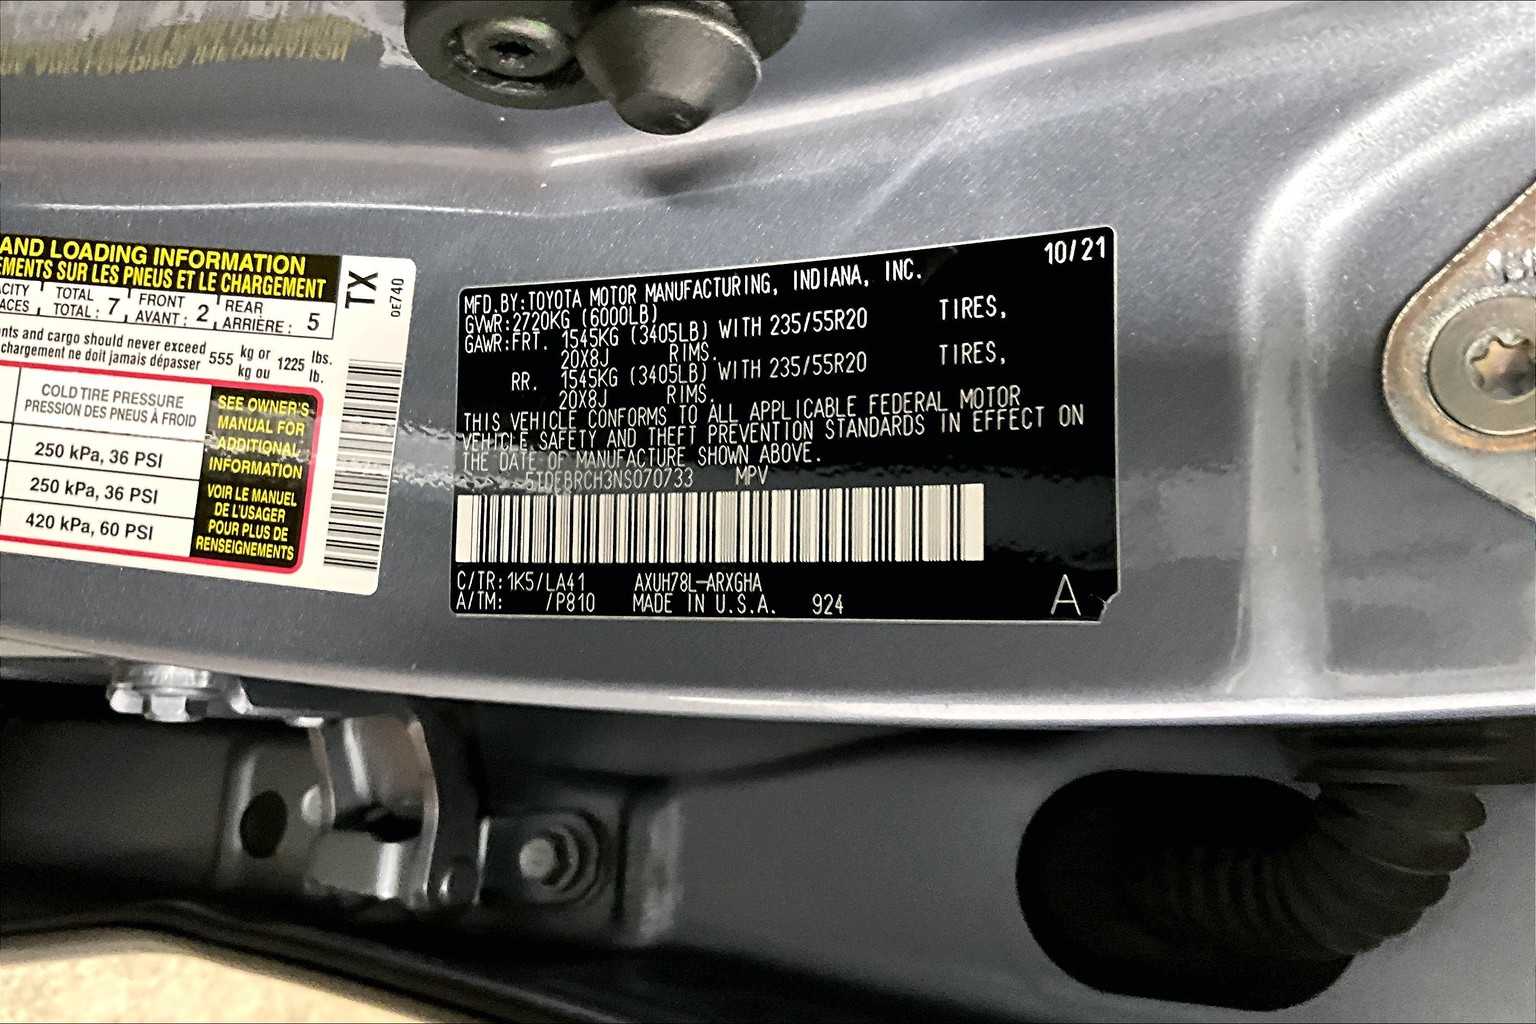 AND LOADING INFORMATION
EMENTS SUR LES PNEUS ET LE CHARGEMENT
CITY TOTAL FRONT REAR
ACES TOTAL : 7 AVANT : 2 ARRIÈRE : 5
nts and cargo should never exceed 555 kg or 1225 lbs.
chargement ne doit jamais dépasser kg ou lb.
COLD TIRE PRESSURE
PRESSION DES PNEUS À FROID
250 kPa, 36 PSI
250 kPa, 36 PSI
420 kPa, 60 PSI
SEE OWNER'S
MANUAL FOR
ADDITIONAL
INFORMATION
VOIR LE MANUEL
DE L'USAGER
POUR PLUS DE
RENSEIGNEMENTS
TX
0E740
10/21
MFD.BY:TOYOTA MOTOR MANUFACTURING, INDIANA, INC.
GVWR:2720KG (6000LB)
GAWR:FRT. 1545KG (3405LB) WITH 235/55R20 TIRES,
20X8J RIMS.
RR. 1545KG (3405LB) WITH 235/55R20 TIRES,
20X8J RIMS.
THIS VEHICLE CONFORMS TO ALL APPLICABLE FEDERAL MOTOR
VEHICLE SAFETY AND THEFT PREVENTION STANDARDS IN EFFECT ON
THE DATE OF MANUFACTURE SHOWN ABOVE.
5TDEBRCH3NS070733 MPV
C/TR:1K5/LA41 AXUH78L-ARXGHA
A/TM: /P810 MADE IN U.S.A. 924
A